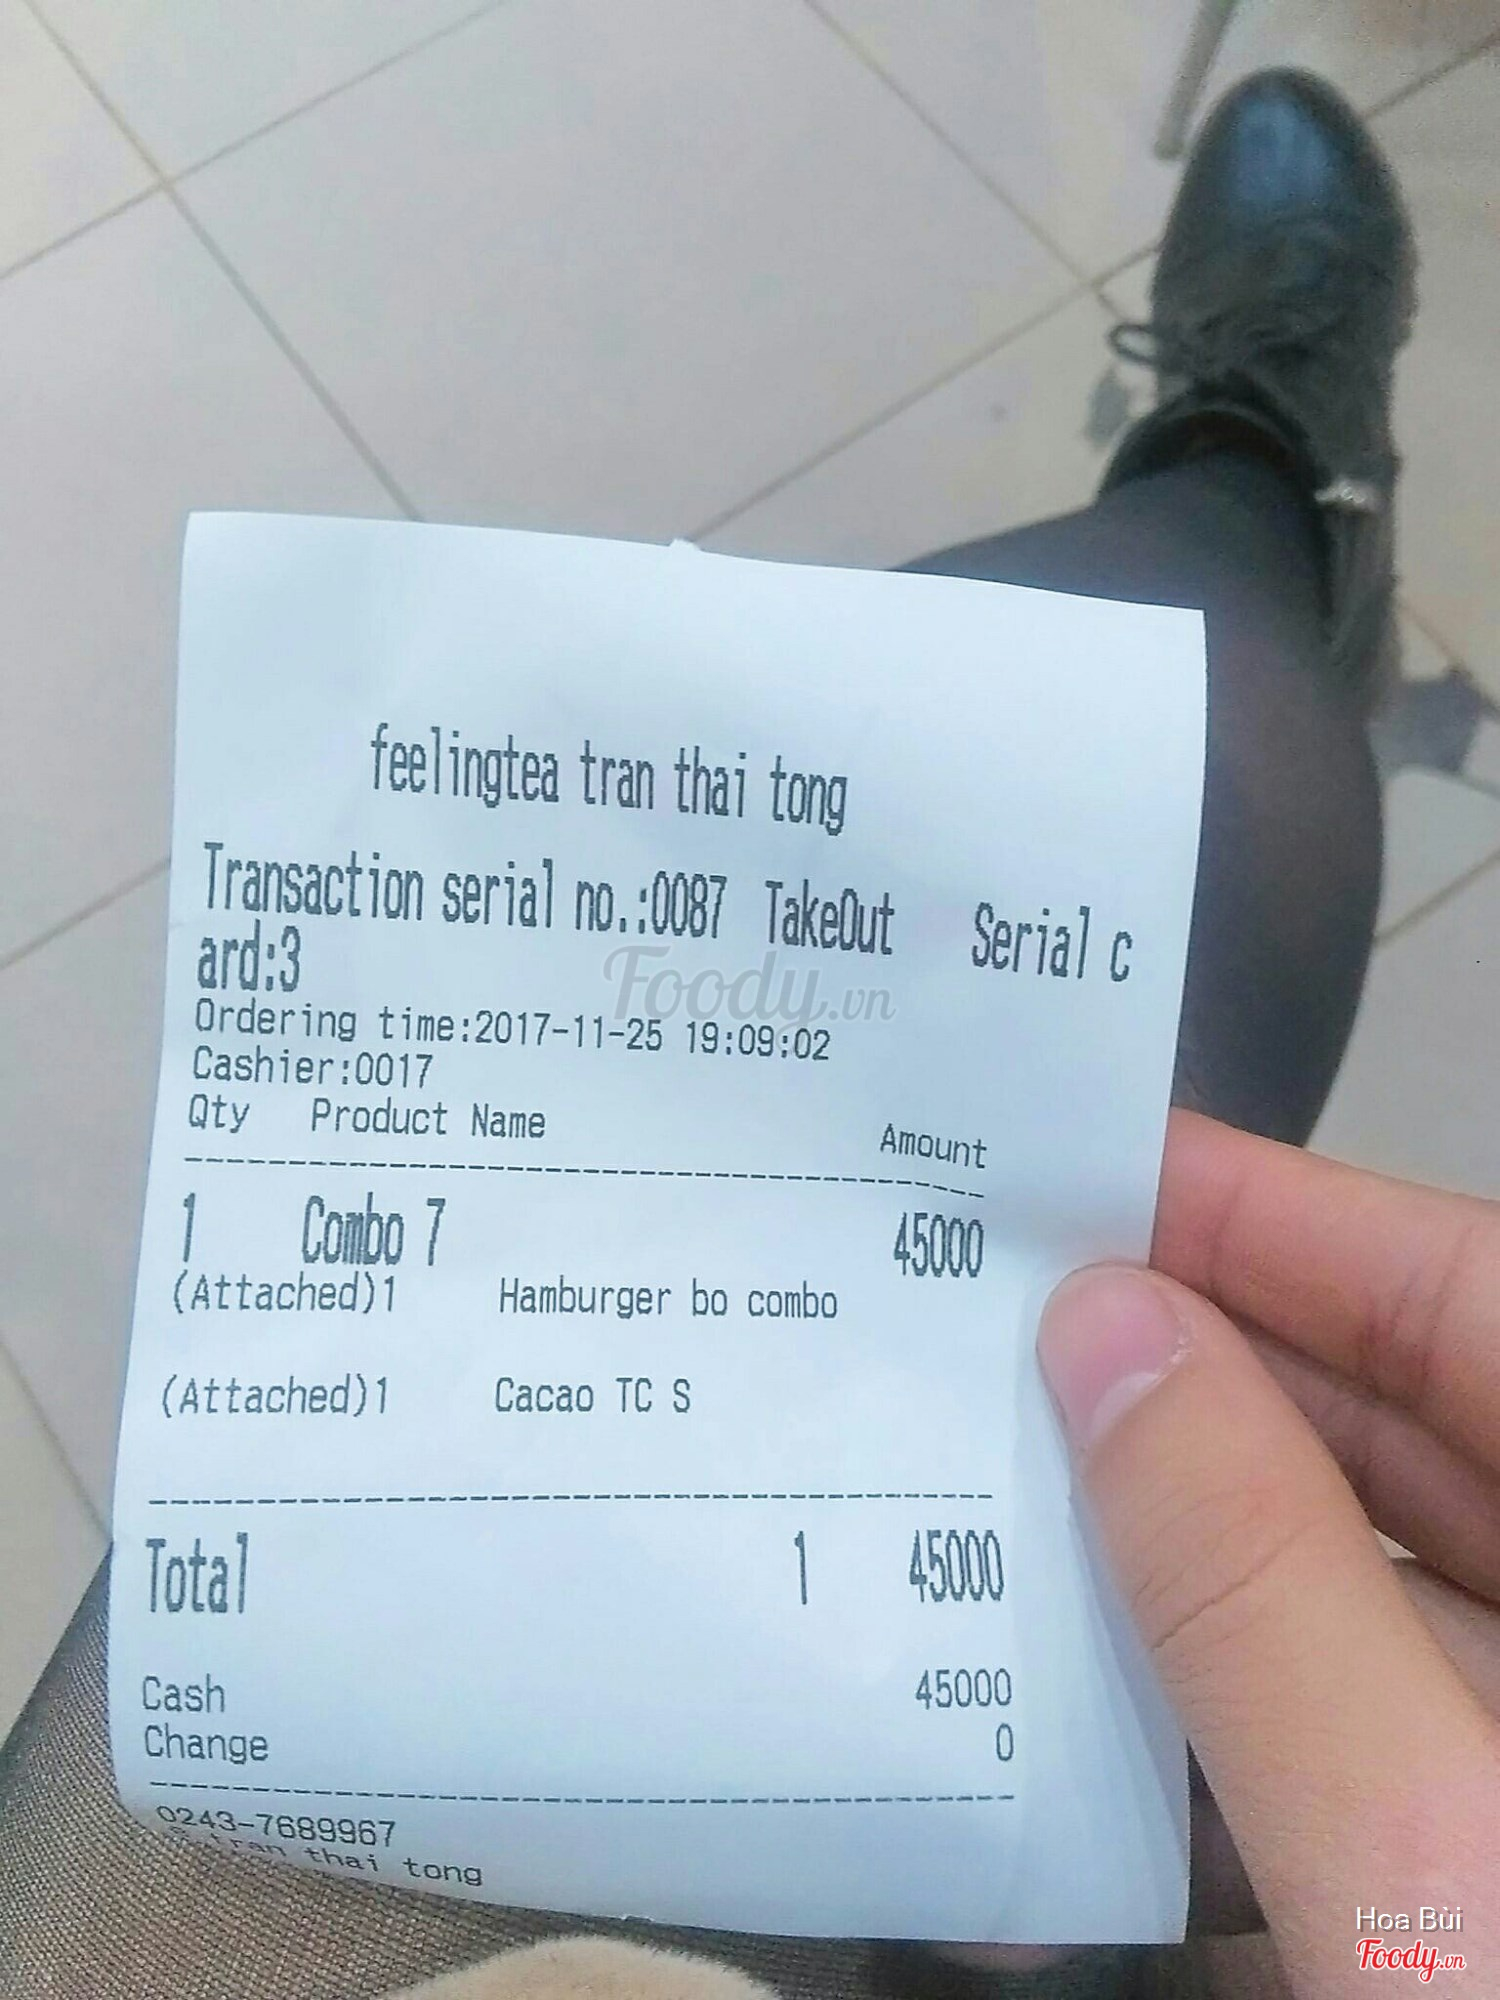 feelingtea tran thai tong
Transaction serial no.:0087 TakeOut Serial c
ard:3
Ordering time:2017-11-25 19:09:02
Cashier:0017
Qty Product Name Amount
1 Combo 7 45000
(Attached)1 Hamburger bo combo
(Attached)1 Cacao TC S
Total 1 45000
Cash 45000
Change 0
0243-7689967
tran thai tong
Foody.vn
Hoa Bùi
Foody.vn